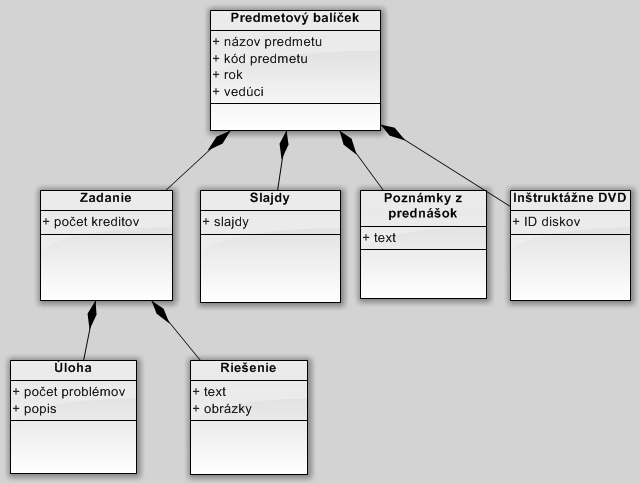 Predmetový balíček
+ názov predmetu
+ kód predmetu
+ rok
+ vedúci
Zadanie
+ počet kreditov
Slajdy
+ slajdy
Poznámky z
prednášok
+ text
Inštruktážne DVD
+ ID diskov
Úloha
+ počet problémov
+ popis
Riešenie
+ text
+ obrázky